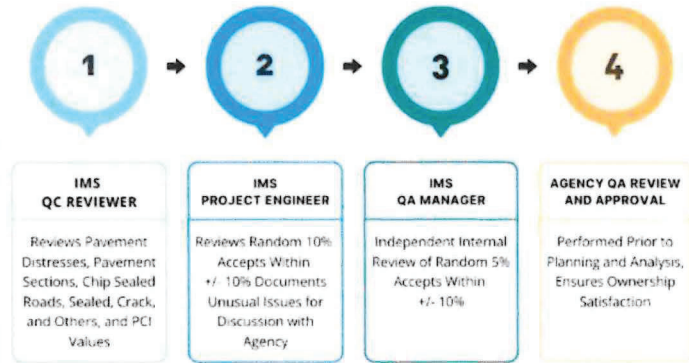 1
2
3
4
IMS
QC REVIEWER
Reviews Pavement
Distresses, Pavement
Sections, Chip Sealed
Roads, Sealed, Crack,
and Others, and PCI
Values
IMS
PROJECT ENGINEER
Reviews Random 10%
Accepts Within
+/- 10% Documents
Unusual Issues for
Discussion with
Agency
IMS
QA MANAGER
Independent Internal
Review of Random 5%
Accepts Within
+/- 10%
AGENCY QA REVIEW
AND APPROVAL
Performed Prior to
Planning and Analysis,
Ensures Ownership
Satisfaction